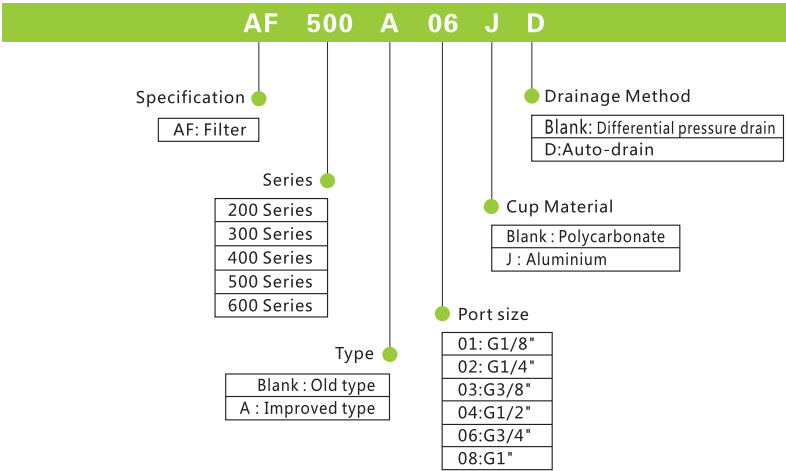 AF 500 A 06 J D
Specification
AF: Filter
Series
200 Series
300 Series
400 Series
500 Series
600 Series
Type
Blank : Old type
A : Improved type
Port size
01: G1/8"
02: G1/4"
03:G3/8"
04:G1/2"
06:G3/4"
08:G1"
Cup Material
Blank : Polycarbonate
J : Aluminium
Drainage Method
Blank: Differential pressure drain
D:Auto-drain